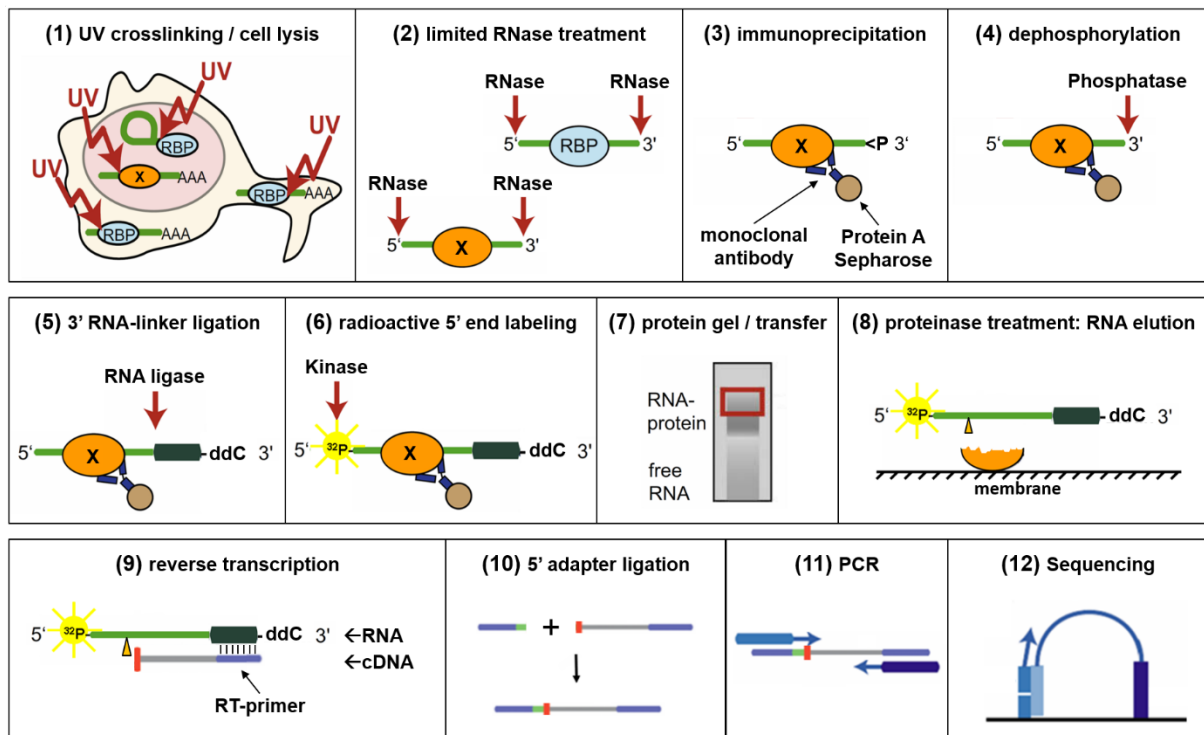 (1) UV crosslinking / cell lysis
UV
UV
UV
UV
RBP
X
AAA
RBP
AAA
RBP
AAA
(2) limited RNase treatment
RNase RNase
5‘ RBP 3'
RNase RNase
5‘ X 3'
(3) immunoprecipitation
5‘ X <P 3'
monoclonal
antibody
Protein A
Sepharose
(4) dephosphorylation
Phosphatase
5‘ X 3'
(5) 3’ RNA-linker ligation
RNA ligase
5‘ X ddC 3'
(6) radioactive 5’ end labeling
Kinase
5‘ 32P- X ddC 3'
(7) protein gel / transfer
RNA-
protein
free
RNA
(8) proteinase treatment: RNA elution
5‘ 32P- ddC 3'
membrane
(9) reverse transcription
5‘ 32P- ddC 3' ←RNA
←cDNA
RT-primer
(10) 5’ adapter ligation
+
(11) PCR
(12) Sequencing